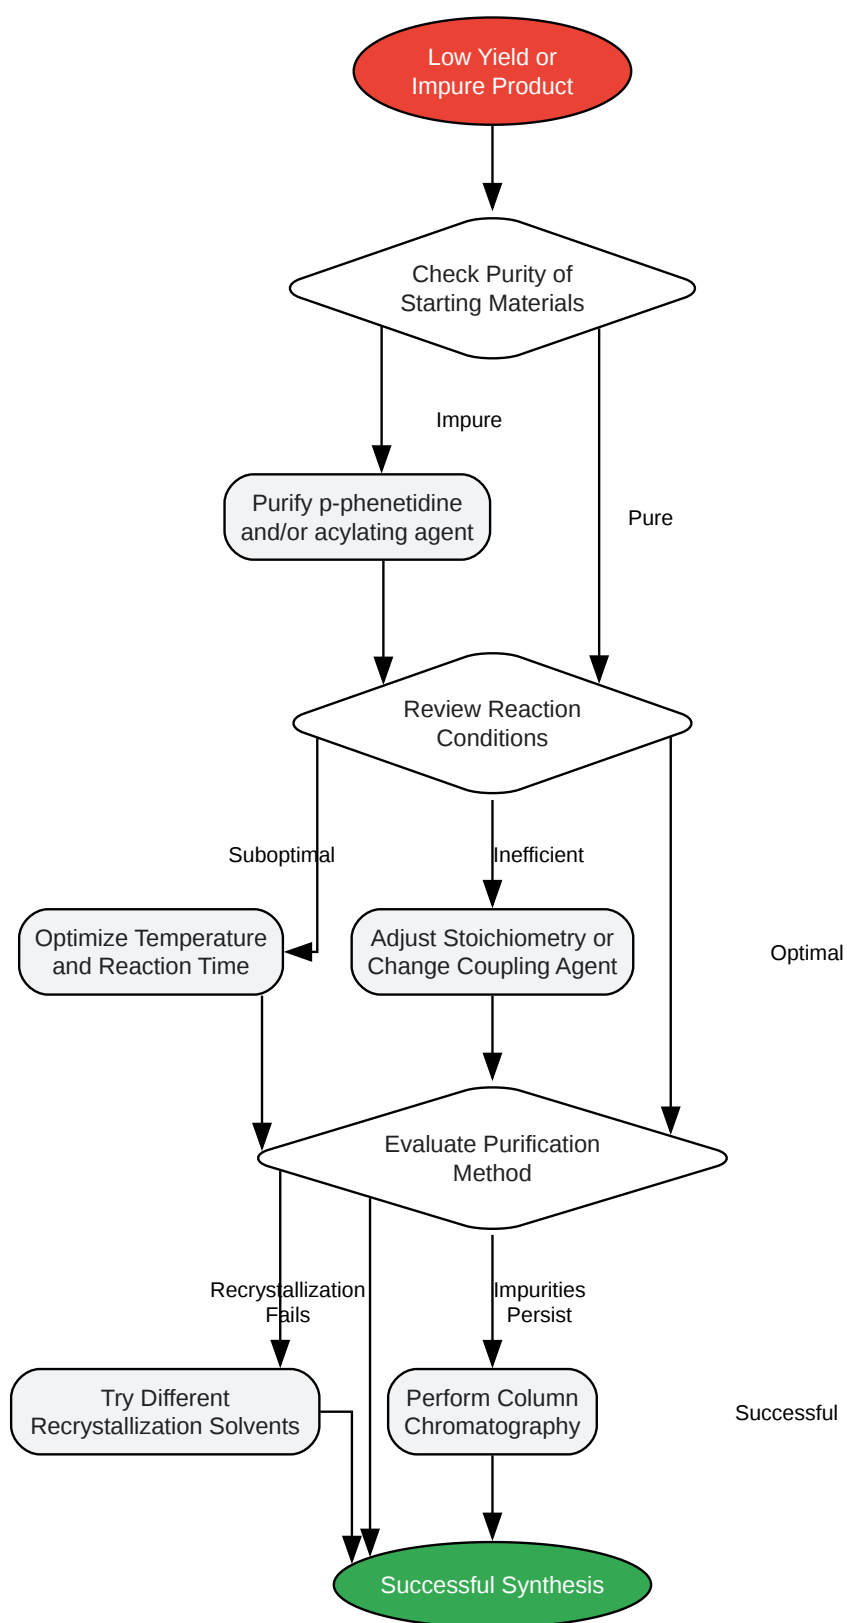 Low Yield or
Impure Product
Check Purity of
Starting Materials
Impure
Purify p-phenetidine
and/or acylating agent
Pure
Review Reaction
Conditions
Suboptimal
Inefficient
Optimize Temperature
and Reaction Time
Adjust Stoichiometry or
Change Coupling Agent
Optimal
Evaluate Purification
Method
Recrystallization
Fails
Impurities
Persist
Try Different
Recrystallization Solvents
Perform Column
Chromatography
Successful
Successful Synthesis